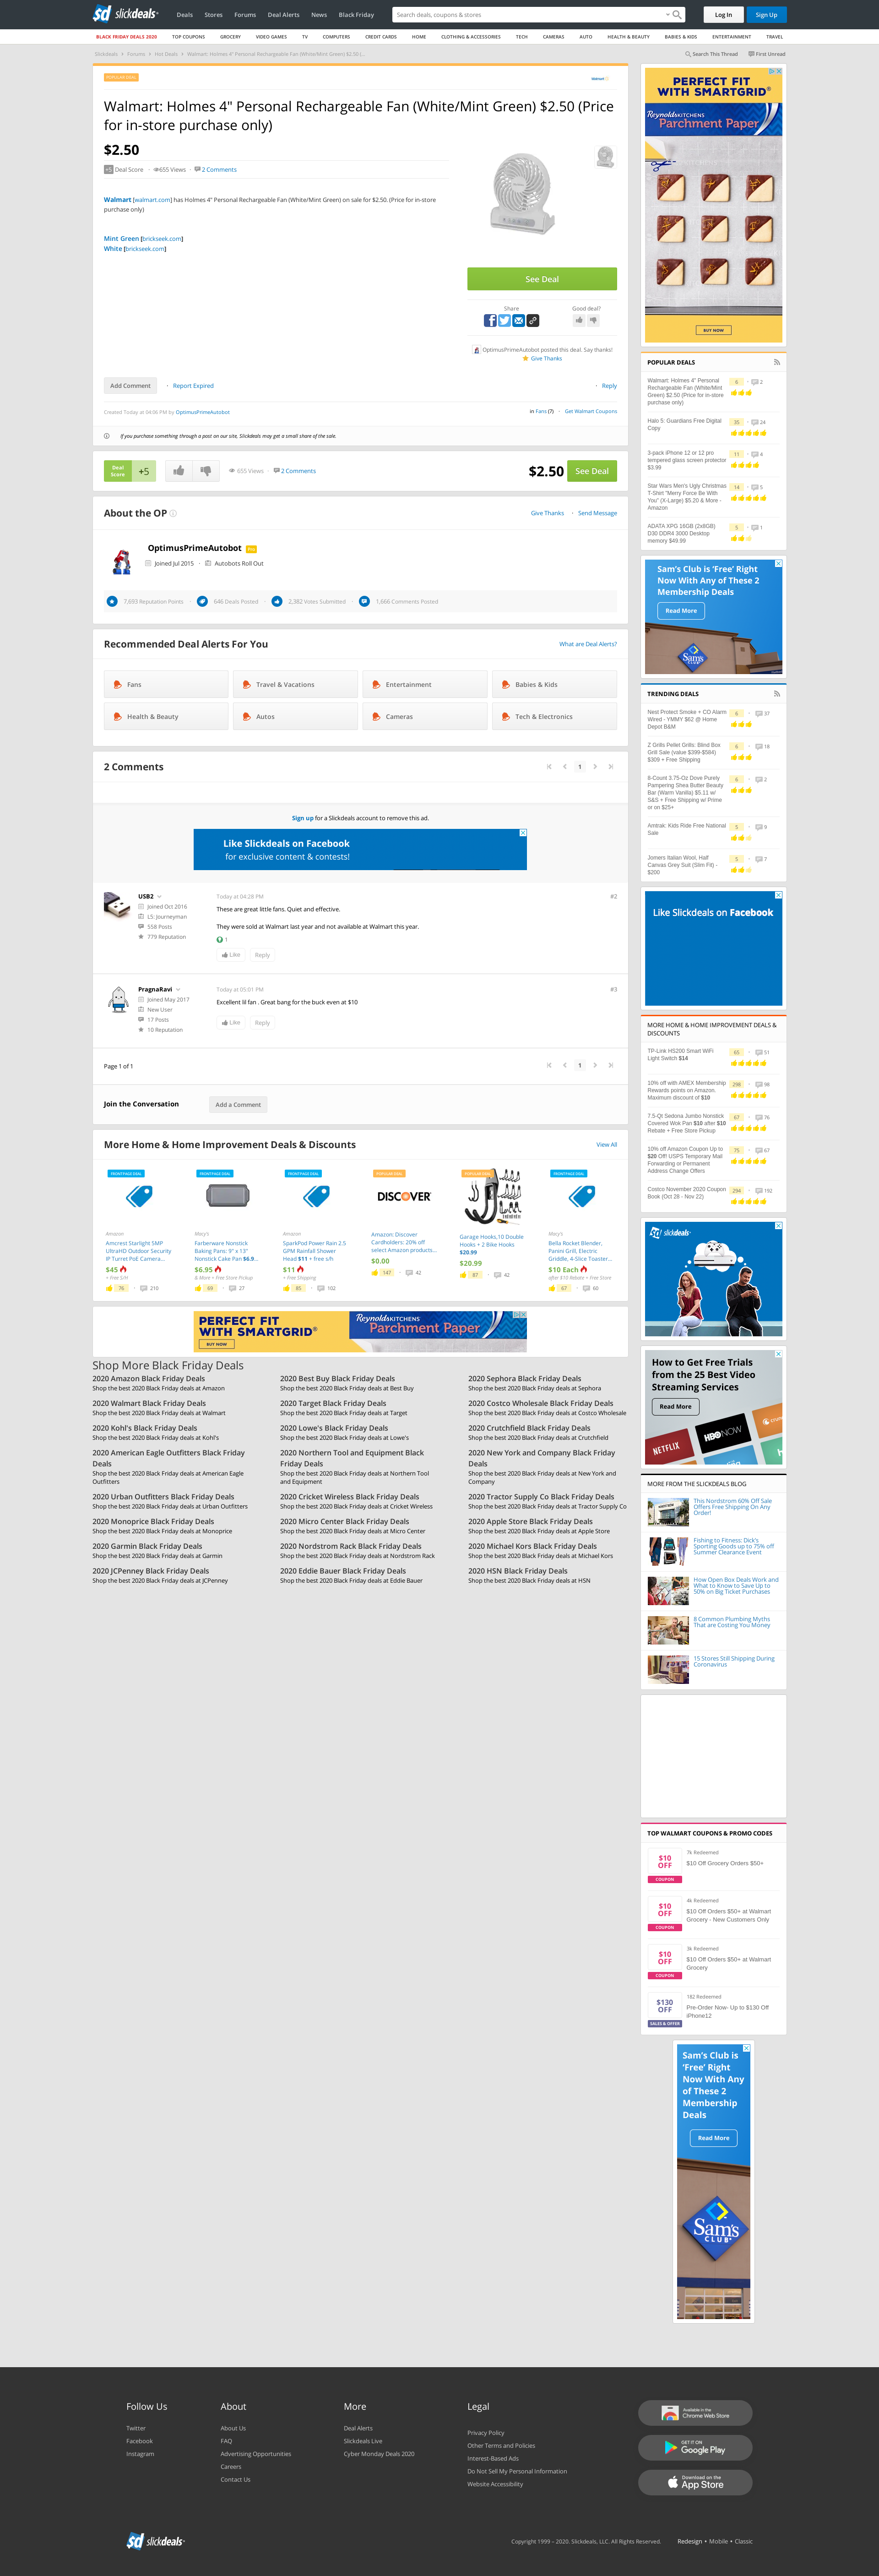 slickdeals
Deals
Stores
Forums
Deal Alerts
News
Black Friday
Search deals, coupons & stores
Log In
Sign Up
BLACK FRIDAY DEALS 2020
TOP COUPONS
GROCERY
VIDEO GAMES
TV
COMPUTERS
CREDIT CARDS
HOME
CLOTHING & ACCESSORIES
TECH
CAMERAS
AUTO
HEALTH & BEAUTY
BABIES & KIDS
ENTERTAINMENT
TRAVEL
Slickdeals > Forums > Hot Deals > Walmart: Holmes 4" Personal Rechargeable Fan (White/Mint Green) $2.50 (...
Search This Thread
First Unread
POPULAR DEAL
Walmart
Walmart: Holmes 4" Personal Rechargeable Fan (White/Mint Green) $2.50 (Price
for in-store purchase only)
$2.50
+5 Deal Score
655 Views
2 Comments
Walmart [walmart.com] has Holmes 4" Personal Rechargeable Fan (White/Mint Green) on sale for $2.50. (Price for in-store
purchase only)
Mint Green [brickseek.com]
White [brickseek.com]
See Deal
Share
Good deal?
OptimusPrimeAutobot posted this deal. Say thanks!
Give Thanks
Add Comment
Report Expired
Reply
Created Today at 04:06 PM by OptimusPrimeAutobot
in Fans (7)
Get Walmart Coupons
If you purchase something through a post on our site, Slickdeals may get a small share of the sale.
Deal
Score
+5
655 Views
2 Comments
$2.50
See Deal
About the OP
Give Thanks
Send Message
OptimusPrimeAutobot Pro
Joined Jul 2015
Autobots Roll Out
7,693 Reputation Points
646 Deals Posted
2,382 Votes Submitted
1,666 Comments Posted
Recommended Deal Alerts For You
What are Deal Alerts?
Fans
Travel & Vacations
Entertainment
Babies & Kids
Health & Beauty
Autos
Cameras
Tech & Electronics
2 Comments
1
Sign up for a Slickdeals account to remove this ad.
Like Slickdeals on Facebook
for exclusive content & contests!
USB2
Joined Oct 2016
L5: Journeyman
558 Posts
779 Reputation
Today at 04:28 PM
#2
These are great little fans. Quiet and effective.
They were sold at Walmart last year and not available at Walmart this year.
1
Like
Reply
PragnaRavi
Joined May 2017
New User
17 Posts
10 Reputation
Today at 05:01 PM
#3
Excellent lil fan . Great bang for the buck even at $10
Like
Reply
Page 1 of 1
1
Join the Conversation
Add a Comment
More Home & Home Improvement Deals & Discounts
View All
FRONTPAGE DEAL
Amazon
Amcrest Starlight 5MP
UltraHD Outdoor Security
IP Turret PoE Camera...
$45
+ Free S/H
76
210
FRONTPAGE DEAL
Macy's
Farberware Nonstick
Baking Pans: 9" x 13"
Nonstick Cake Pan $6.9...
$6.95
& More + Free Store Pickup
69
27
FRONTPAGE DEAL
Amazon
SparkPod Power Rain 2.5
GPM Rainfall Shower
Head $11 + free s/h
$11
+ Free Shipping
85
102
POPULAR DEAL
DISCOVER
Amazon: Discover
Cardholders: 20% off
select Amazon products...
$0.00
147
42
POPULAR DEAL
Garage Hooks,10 Double
Hooks + 2 Bike Hooks
$20.99
$20.99
87
42
FRONTPAGE DEAL
Macy's
Bella Rocket Blender,
Panini Grill, Electric
Griddle, 4-Slice Toaster...
$10 Each
after $10 Rebate + Free Store
67
60
PERFECT FIT
WITH SMARTGRID®
BUY NOW
Reynolds KITCHENS
Parchment Paper
Shop More Black Friday Deals
2020 Amazon Black Friday Deals
Shop the best 2020 Black Friday deals at Amazon
2020 Best Buy Black Friday Deals
Shop the best 2020 Black Friday deals at Best Buy
2020 Sephora Black Friday Deals
Shop the best 2020 Black Friday deals at Sephora
2020 Walmart Black Friday Deals
Shop the best 2020 Black Friday deals at Walmart
2020 Target Black Friday Deals
Shop the best 2020 Black Friday deals at Target
2020 Costco Wholesale Black Friday Deals
Shop the best 2020 Black Friday deals at Costco Wholesale
2020 Kohl's Black Friday Deals
Shop the best 2020 Black Friday deals at Kohl's
2020 Lowe's Black Friday Deals
Shop the best 2020 Black Friday deals at Lowe's
2020 Crutchfield Black Friday Deals
Shop the best 2020 Black Friday deals at Crutchfield
2020 American Eagle Outfitters Black Friday
Deals
Shop the best 2020 Black Friday deals at American Eagle
Outfitters
2020 Northern Tool and Equipment Black
Friday Deals
Shop the best 2020 Black Friday deals at Northern Tool
and Equipment
2020 New York and Company Black Friday
Deals
Shop the best 2020 Black Friday deals at New York and
Company
2020 Urban Outfitters Black Friday Deals
Shop the best 2020 Black Friday deals at Urban Outfitters
2020 Cricket Wireless Black Friday Deals
Shop the best 2020 Black Friday deals at Cricket Wireless
2020 Tractor Supply Co Black Friday Deals
Shop the best 2020 Black Friday deals at Tractor Supply Co
2020 Monoprice Black Friday Deals
Shop the best 2020 Black Friday deals at Monoprice
2020 Micro Center Black Friday Deals
Shop the best 2020 Black Friday deals at Micro Center
2020 Apple Store Black Friday Deals
Shop the best 2020 Black Friday deals at Apple Store
2020 Garmin Black Friday Deals
Shop the best 2020 Black Friday deals at Garmin
2020 Nordstrom Rack Black Friday Deals
Shop the best 2020 Black Friday deals at Nordstrom Rack
2020 Michael Kors Black Friday Deals
Shop the best 2020 Black Friday deals at Michael Kors
2020 JCPenney Black Friday Deals
Shop the best 2020 Black Friday deals at JCPenney
2020 Eddie Bauer Black Friday Deals
Shop the best 2020 Black Friday deals at Eddie Bauer
2020 HSN Black Friday Deals
Shop the best 2020 Black Friday deals at HSN
PERFECT FIT
WITH SMARTGRID®
Reynolds KITCHENS
Parchment Paper
BUY NOW
POPULAR DEALS
Walmart: Holmes 4" Personal
Rechargeable Fan (White/Mint
Green) $2.50 (Price for in-store
purchase only)
6
2
Halo 5: Guardians Free Digital
Copy
35
24
3-pack iPhone 12 or 12 pro
tempered glass screen protector
$3.99
11
4
Star Wars Men's Ugly Christmas
T-Shirt "Merry Force Be With
You" (X-Large) $5.20 & More -
Amazon
14
5
ADATA XPG 16GB (2x8GB)
D30 DDR4 3000 Desktop
memory $49.99
5
1
Sam's Club is 'Free' Right
Now With Any of These 2
Membership Deals
Read More
Sam's
TRENDING DEALS
Nest Protect Smoke + CO Alarm
Wired - YMMY $62 @ Home
Depot B&M
6
37
Z Grills Pellet Grills: Blind Box
Grill Sale (value $399-$584)
$309 + Free Shipping
6
18
8-Count 3.75-Oz Dove Purely
Pampering Shea Butter Beauty
Bar (Warm Vanilla) $5.11 w/
S&S + Free Shipping w/ Prime
or on $25+
6
2
Amtrak: Kids Ride Free National
Sale
5
9
Jomers Italian Wool, Half
Canvas Grey Suit (Slim Fit) -
$200
5
7
Like Slickdeals on Facebook
MORE HOME & HOME IMPROVEMENT DEALS &
DISCOUNTS
TP-Link HS200 Smart WiFi
Light Switch $14
65
51
10% off with AMEX Membership
Rewards points on Amazon.
Maximum discount of $10
298
98
7.5-Qt Sedona Jumbo Nonstick
Covered Wok Pan $10 after $10
Rebate + Free Store Pickup
67
76
10% off Amazon Coupon Up to
$20 Off! USPS Temporary Mail
Forwarding or Permanent
Address Change Offers
75
67
Costco November 2020 Coupon
Book (Oct 28 - Nov 22)
294
192
slickdeals
How to Get Free Trials
from the 25 Best Video
Streaming Services
Read More
NETFLIX
HBO NOW
MORE FROM THE SLICKDEALS BLOG
This Nordstrom 60% Off Sale
Offers Free Shipping On Any
Order!
Fishing to Fitness: Dick's
Sporting Goods up to 75% off
Summer Clearance Event
How Open Box Deals Work and
What to Know to Save Up to
50% on Big Ticket Purchases
8 Common Plumbing Myths
That are Costing You Money
15 Stores Still Shipping During
Coronavirus
TOP WALMART COUPONS & PROMO CODES
$10
OFF
COUPON
7k Redeemed
$10 Off Grocery Orders $50+
$10
OFF
COUPON
4k Redeemed
$10 Off Orders $50+ at Walmart
Grocery - New Customers Only
$10
OFF
COUPON
3k Redeemed
$10 Off Orders $50+ at Walmart
Grocery
$130
OFF
SALES & OFFER
182 Redeemed
Pre-Order Now- Up to $130 Off
iPhone12
Sam's Club is
'Free' Right
Now With Any
of These 2
Membership
Deals
Read More
Sam's
CLUB
Follow Us
Twitter
Facebook
Instagram
About
About Us
FAQ
Advertising Opportunities
Careers
Contact Us
More
Deal Alerts
Slickdeals Live
Cyber Monday Deals 2020
Legal
Privacy Policy
Other Terms and Policies
Interest-Based Ads
Do Not Sell My Personal Information
Website Accessibility
Available in the
Chrome Web Store
GET IT ON
Google Play
Download on the
App Store
slickdeals
Copyright 1999 – 2020. Slickdeals, LLC. All Rights Reserved.
Redesign • Mobile • Classic